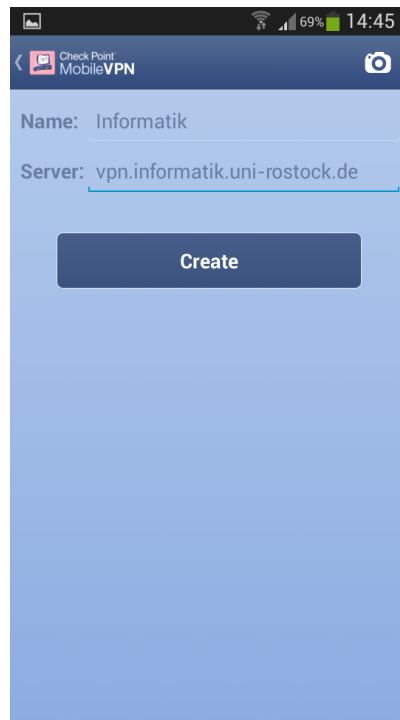 69% 14:45
Check Point
MobileVPN
Name: Informatik
Server: vpn.informatik.uni-rostock.de
Create